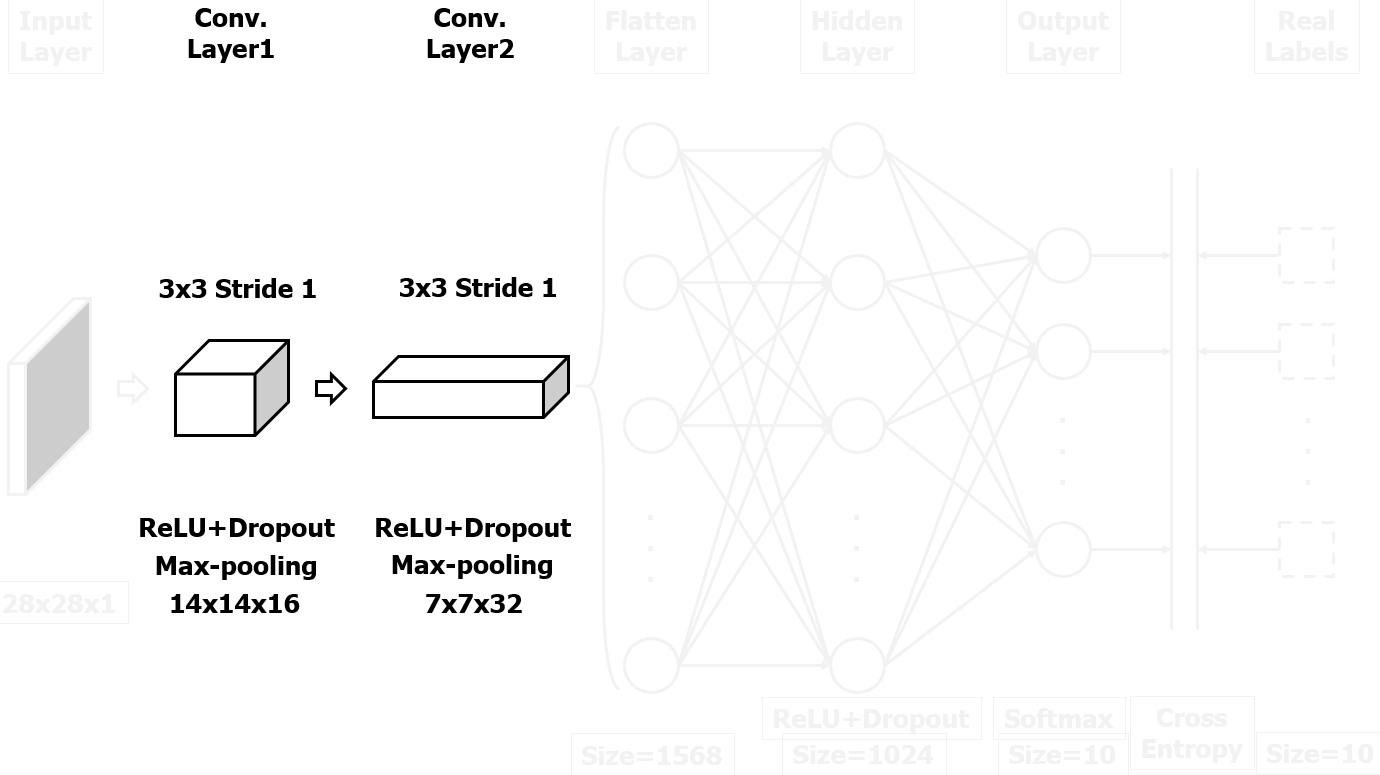 Input
Layer
Conv.
Layer1
Conv.
Layer2
Flatten
Layer
Hidden
Layer
Output
Layer
Real
Labels
3x3 Stride 1
3x3 Stride 1
ReLU+Dropout
Max-pooling
14x14x16
ReLU+Dropout
Max-pooling
7x7x32
28x28x1
Size=1568
ReLU+Dropout
Size=1024
Softmax
Size=10
Cross
Entropy
Size=10